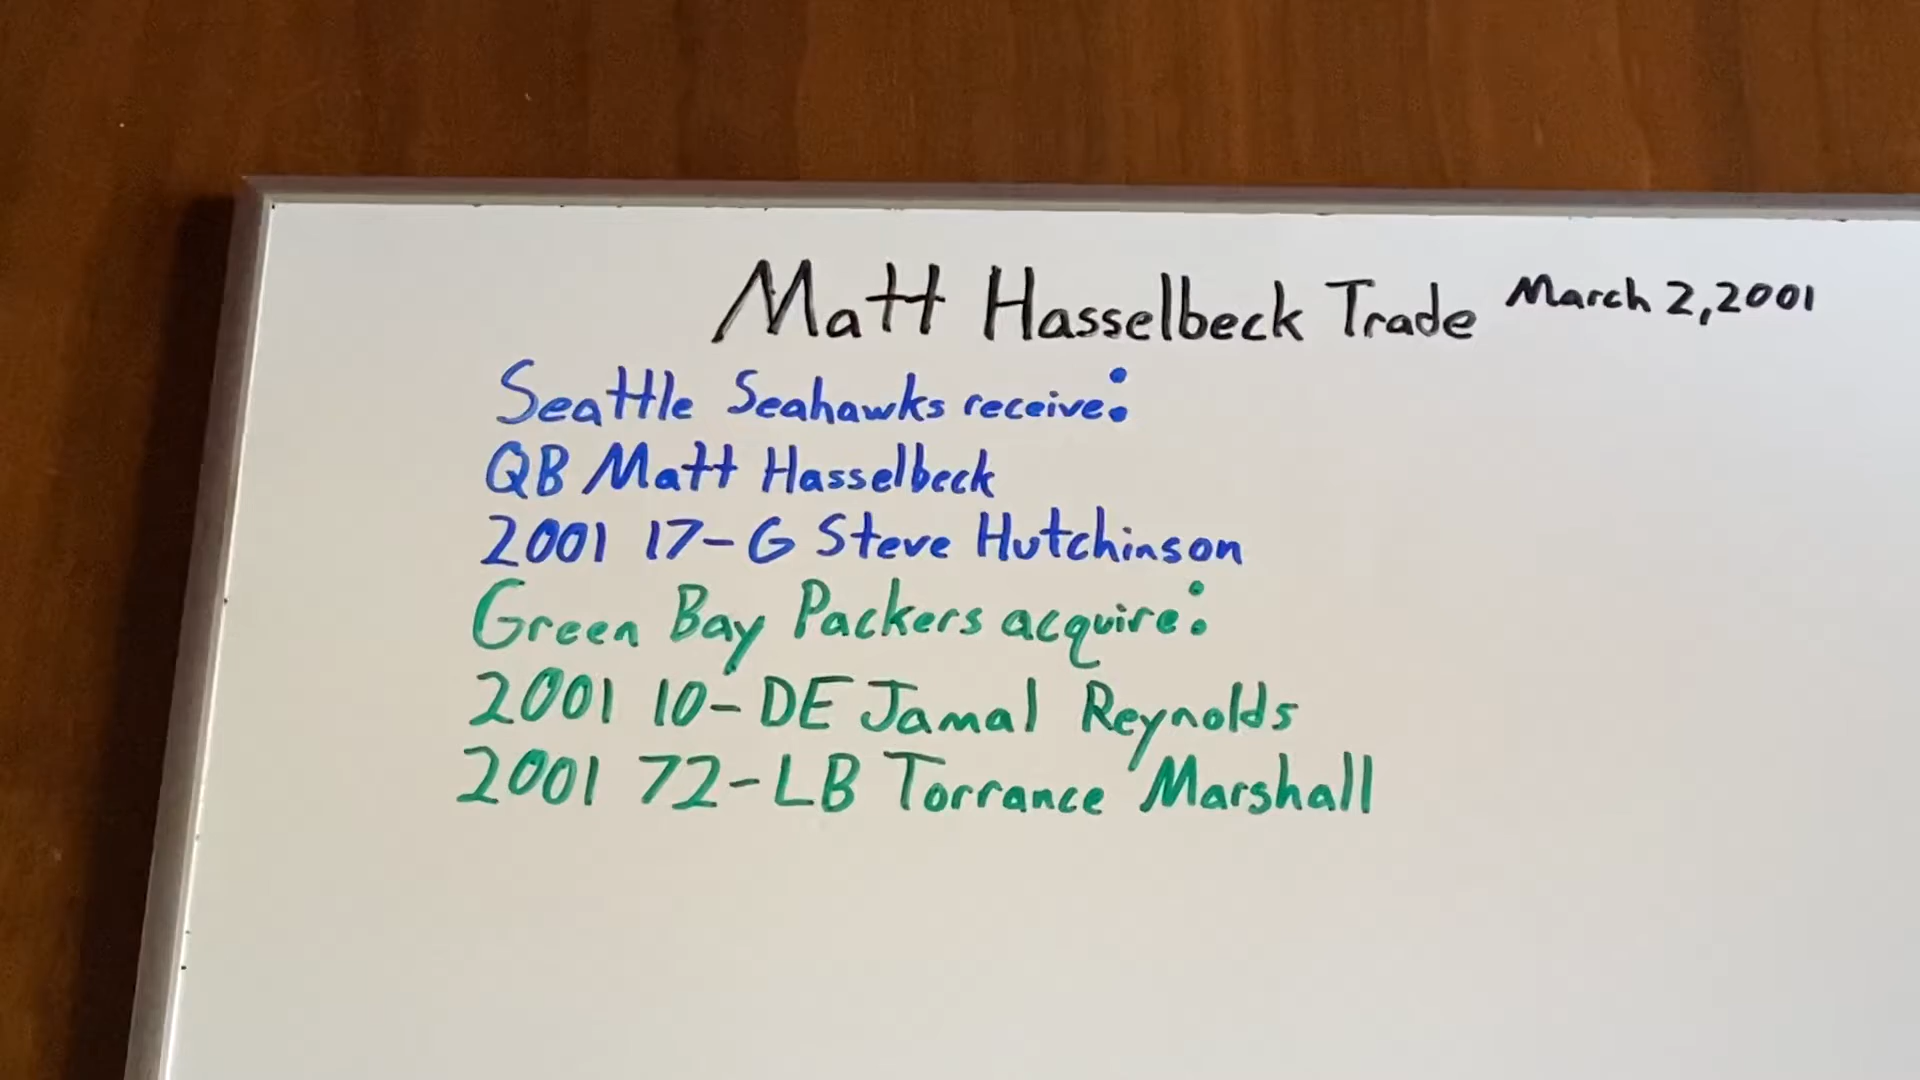 Matt Hasselbeck Trade March 2, 2001
Seattle Seahawks receive:
QB Matt Hasselbeck
2001 17-G Steve Hutchinson
Green Bay Packers acquire:
2001 10-DE Jamal Reynolds
2001 72-LB Torrance Marshall